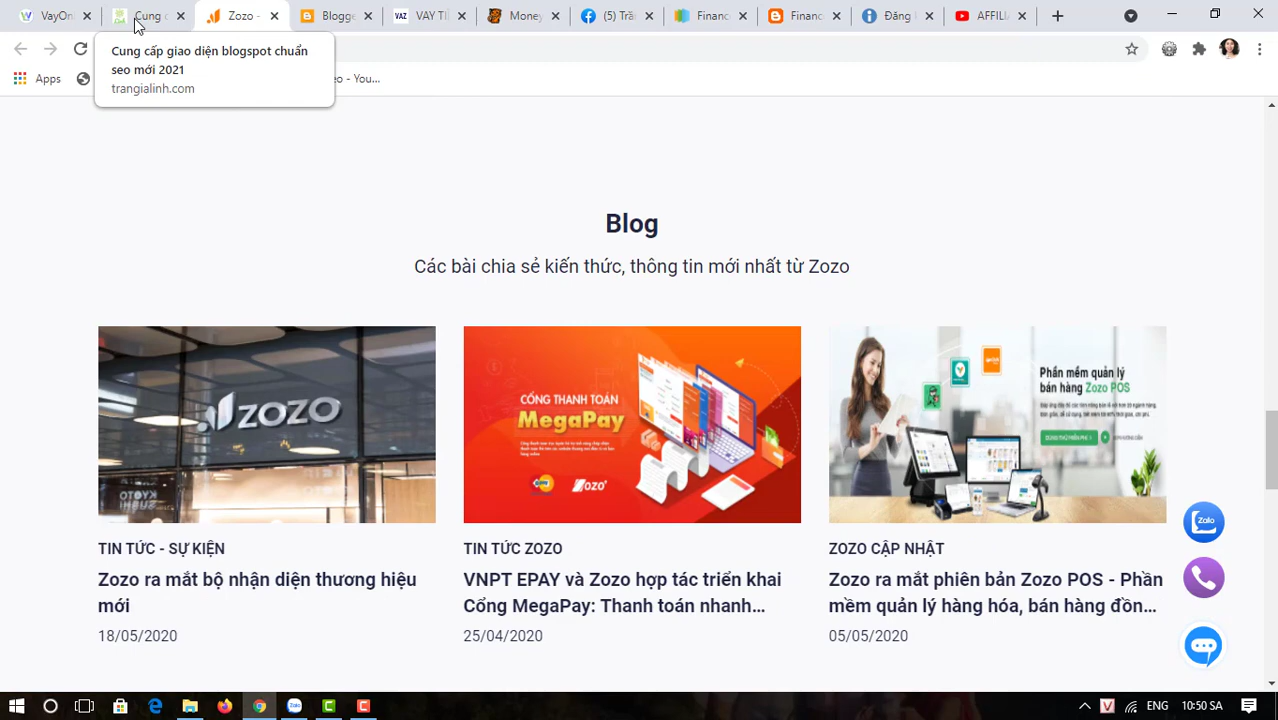 VayOn
Cung c
Zozo -
Blogge
VAY TI
Money
(5) Tră
Financ
Financ
Đăng
AFFILIA
Cung cấp giao diện blogspot chuẩn
seo mới 2021
trangialinh.com
Apps
eo - You...
Blog
Các bài chia sẻ kiến thức, thông tin mới nhất từ Zozo
ZOZO
CỔNG THANH TOÁN
MegaPay
ZOZO
Phần mềm quản lý
bán hàng Zozo POS
TIN TỨC - SỰ KIỆN
Zozo ra mắt bộ nhận diện thương hiệu
mới
18/05/2020
TIN TỨC ZOZO
VNPT EPAY và Zozo hợp tác triển khai
Cổng MegaPay: Thanh toán nhanh...
25/04/2020
ZOZO CẬP NHẬT
Zozo ra mắt phiên bản Zozo POS - Phần
mềm quản lý hàng hóa, bán hàng đồn...
05/05/2020
Zalo
ENG
10:50 SA